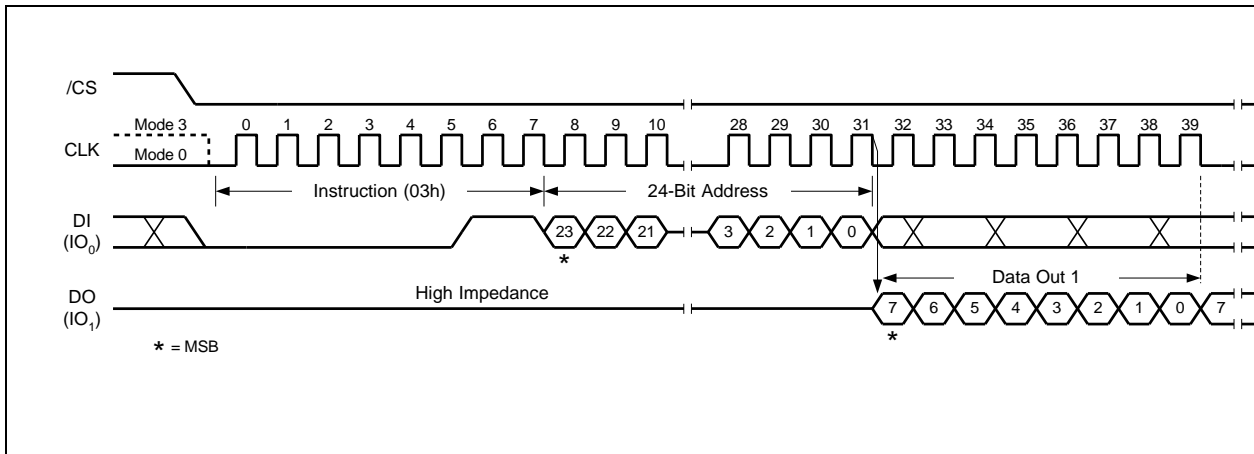 /CS
Mode 3
Mode 0
CLK
0 1 2 3 4 5 6 7 8 9 10 28 29 30 31 32 33 34 35 36 37 38 39
Instruction (03h)
24-Bit Address
DI
(IO₀)
23 22 21 3 2 1 0
*
Data Out 1
DO
(IO₁)
High Impedance
7 6 5 4 3 2 1 0 7
*
* = MSB